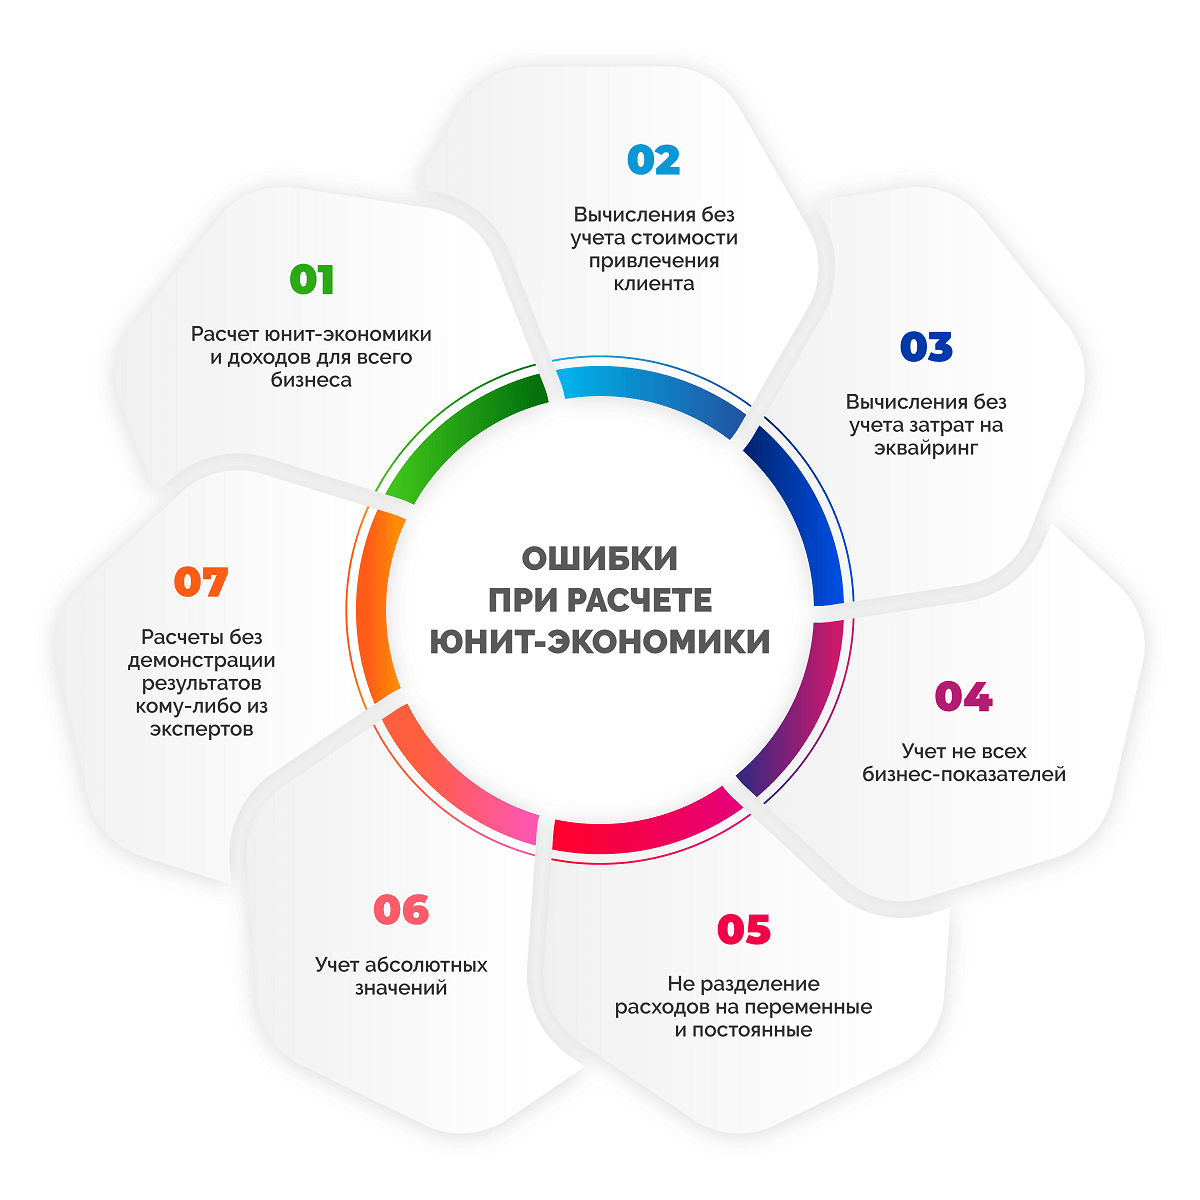 ОШИБКИ
ПРИ РАСЧЕТЕ
ЮНИТ-ЭКОНОМИКИ
01
Расчет юнит-экономики
и доходов для всего
бизнеса
02
Вычисления без
учета стоимости
привлечения
клиента
03
Вычисления без
учета затрат на
эквайринг
04
Учет не всех
бизнес-показателей
05
Не разделение
расходов на переменные
и постоянные
06
Учет абсолютных
значений
07
Расчеты без
демонстрации
результатов
кому-либо из
экспертов